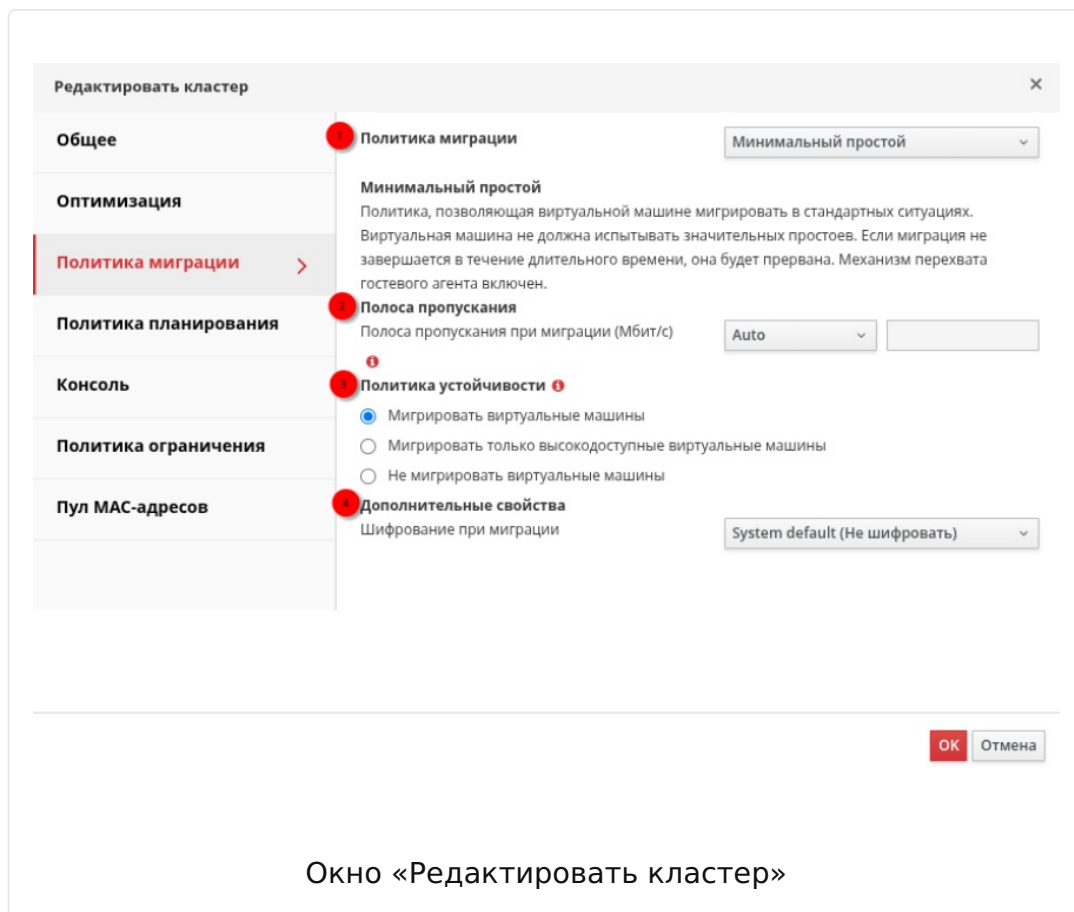 Редактировать кластер
Общее
Оптимизация
Политика миграции
Политика планирования
Консоль
Политика ограничения
Пул MAC-адресов
1 Политика миграции Минимальный простой
Минимальный простой
Политика, позволяющая виртуальной машине мигрировать в стандартных ситуациях.
Виртуальная машина не должна испытывать значительных простоев. Если миграция не
завершается в течение длительного времени, она будет прервана. Механизм перехвата
гостевого агента включен.
2 Полоса пропускания
Полоса пропускания при миграции (Мбит/с) Auto
3 Политика устойчивости
Мигрировать виртуальные машины
Мигрировать только высокодоступные виртуальные машины
Не мигрировать виртуальные машины
4 Дополнительные свойства
Шифрование при миграции System default (Не шифровать)
OK Отмена
Окно «Редактировать кластер»